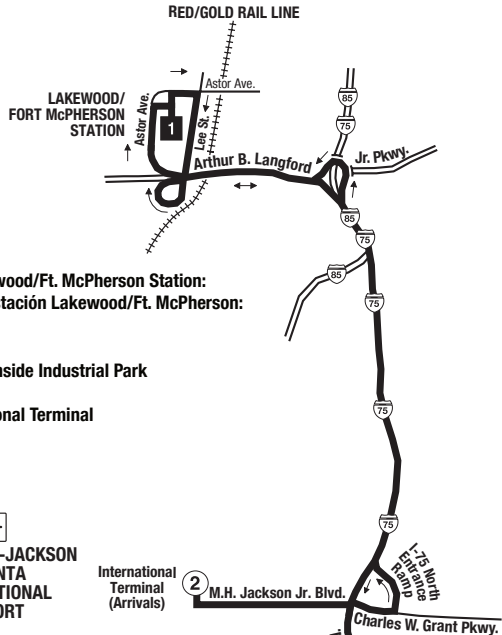 RED/GOLD RAIL LINE
Astor Ave.
LAKEWOOD/
FORT McPHERSON
STATION
Astor Ave.
1
Lee St.
85
75
Arthur B. Langford
Jr. Pkwy.
85
75
wood/Ft. McPherson Station:
stación Lakewood/Ft. McPherson:
85
75
nside Industrial Park
75
onal Terminal
75
-JACKSON
NTA
TIONAL
ORT
I-75 North
Entrance
Ramp
International
Terminal
(Arrivals)
2
M.H. Jackson Jr. Blvd.
Charles W. Grant Pkwy.